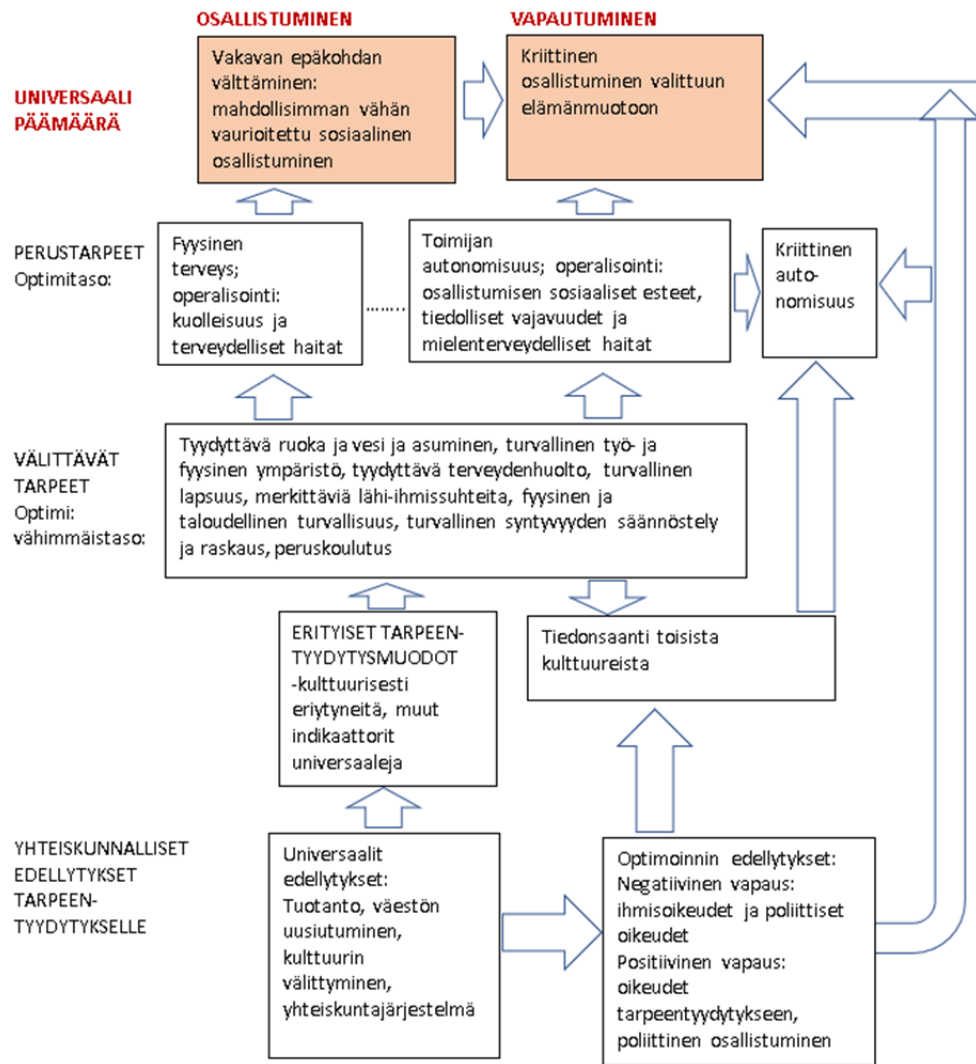 OSALLISTUMINEN
VAPAUTUMINEN
UNIVERSAALI
PÄÄMÄÄRÄ
Vakavan epäkohdan
välttäminen:
mahdollisimman vähän
vaurioitettu sosiaalinen
osallistuminen
Kriittinen
osallistuminen valittuun
elämänmuotoon
PERUSTARPEET
Optimitaso:
Fyysinen
terveys;
operalisointi:
kuolleisuus ja
terveydelliset haitat
........
Toimijan
autonomisuus; operalisointi:
osallistumisen sosiaaliset esteet,
tiedolliset vajavuudet ja
mielenterveydelliset haitat
Kriittinen
auto-
nomisuus
VÄLITTÄVÄT
TARPEET
Optimi:
vähimmäistaso:
Tyydyttävä ruoka ja vesi ja asuminen, turvallinen työ- ja
fyysinen ympäristö, tyydyttävä terveydenhuolto, turvallinen
lapsuus, merkittäviä lähi-ihmissuhteita, fyysinen ja
taloudellinen turvallisuus, turvallinen syntyvyyden säännöstely
ja raskaus, peruskoulutus
ERITYISET TARPEEN-
TYYDYTYSMUODOT
-kulttuurisesti
eriytyneitä, muut
indikaattorit
universaaleja
Tiedonsaanti toisista
kulttuureista
YHTEISKUNNALLISET
EDELLYTYKSET
TARPEEN-
TYYDYTYKSELLE
Universaalit
edellytykset:
Tuotanto, väestön
uusiutuminen,
kulttuurin
välittyminen,
yhteiskuntajärjestelmä
Optimoinnin edellytykset:
Negatiivinen vapaus:
ihmisoikeudet ja poliittiset
oikeudet
Positiivinen vapaus:
oikeudet
tarpeentyydytykseen,
poliittinen osallistuminen